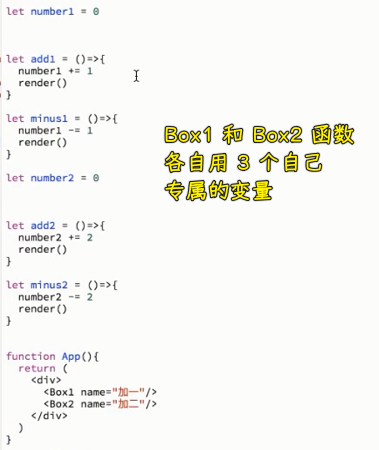 let number1 = 0
let add1 = ()=>{
number1 += 1
render()
}
let minus1 = ()=>{
number1 -= 1
render()
}
Box1 和 Box2 函数
各自用 3 个自己
专属的变量
let number2 = 0
let add2 = ()=>{
number2 += 2
render()
}
let minus2 = ()=>{
number2 -= 2
render()
}
function App(){
return (
<div>
<Box1 name="加一"/>
<Box2 name="加二"/>
</div>
)
}